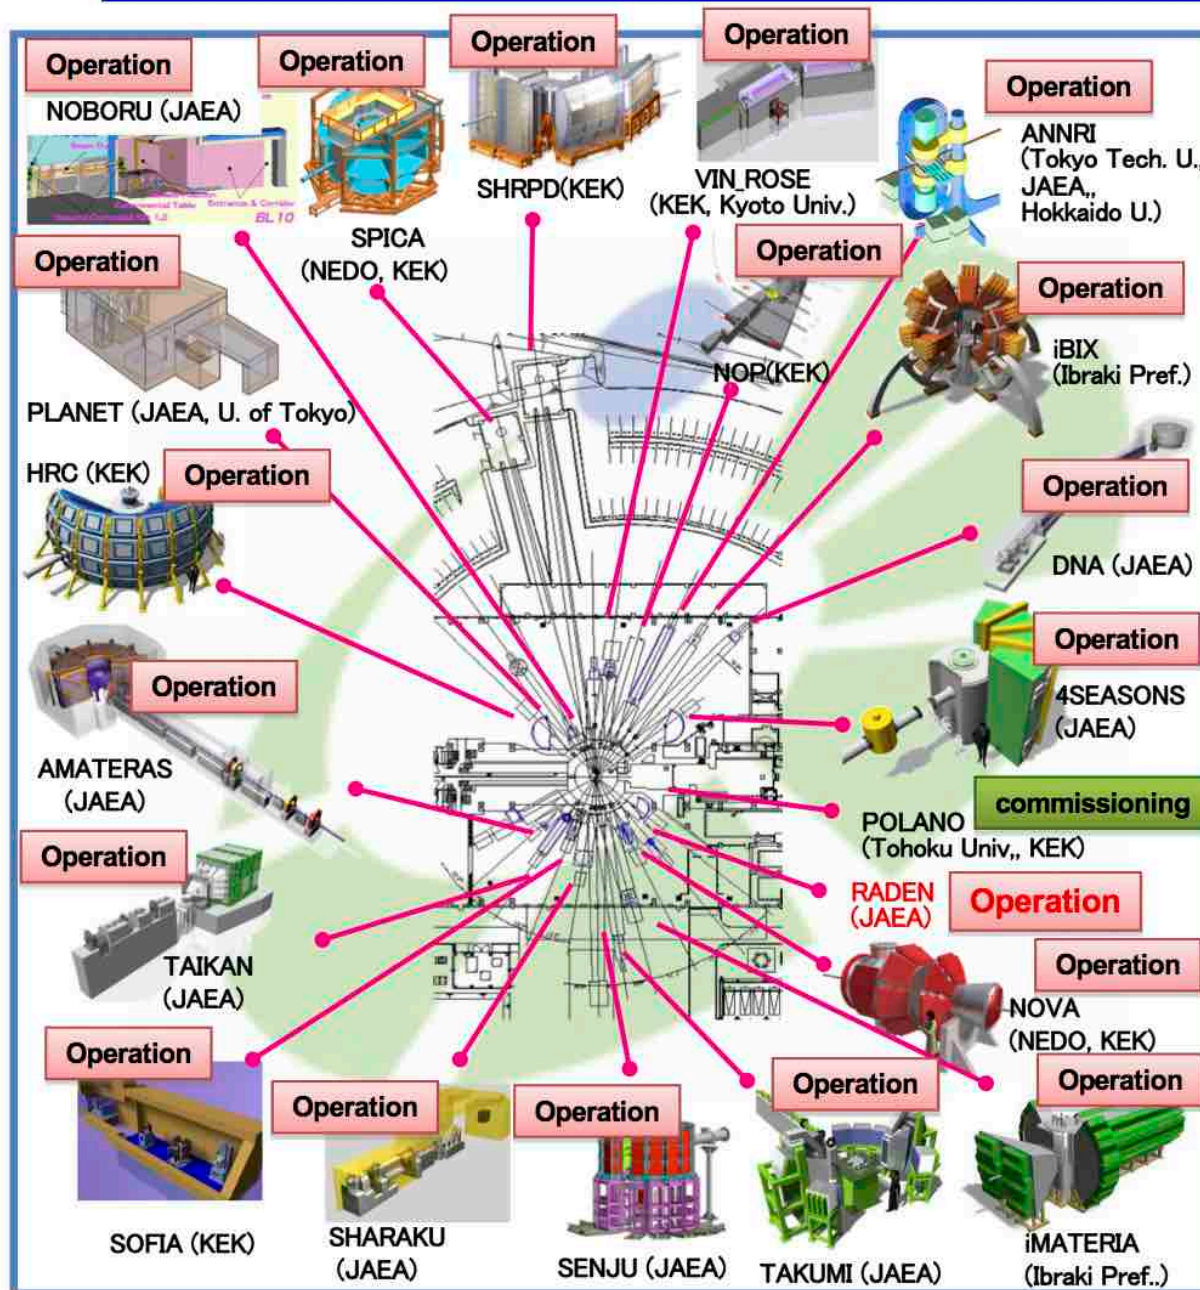 Operation
NOBORU (JAEA)
Entrance & Corridor
BL10
Operation
SPICA
(NEDO, KEK)
Operation
SHRPD(KEK)
Operation
VIN_ROSE
(KEK, Kyoto Univ.)
Operation
ANNRI
(Tokyo Tech. U.,
JAEA,,
Hokkaido U.)
Operation
PLANET (JAEA, U. of Tokyo)
Operation
NOP(KEK)
Operation
iBIX
(Ibraki Pref.)
HRC (KEK)
Operation
Operation
DNA (JAEA)
Operation
AMATERAS
(JAEA)
Operation
4SEASONS
(JAEA)
commissioning
POLANO
(Tohoku Univ,, KEK)
Operation
TAIKAN
(JAEA)
RADEN
(JAEA)
Operation
Operation
NOVA
(NEDO, KEK)
Operation
SOFIA (KEK)
Operation
SHARAKU
(JAEA)
Operation
SENJU (JAEA)
Operation
TAKUMI (JAEA)
Operation
iMATERIA
(Ibraki Pref..)